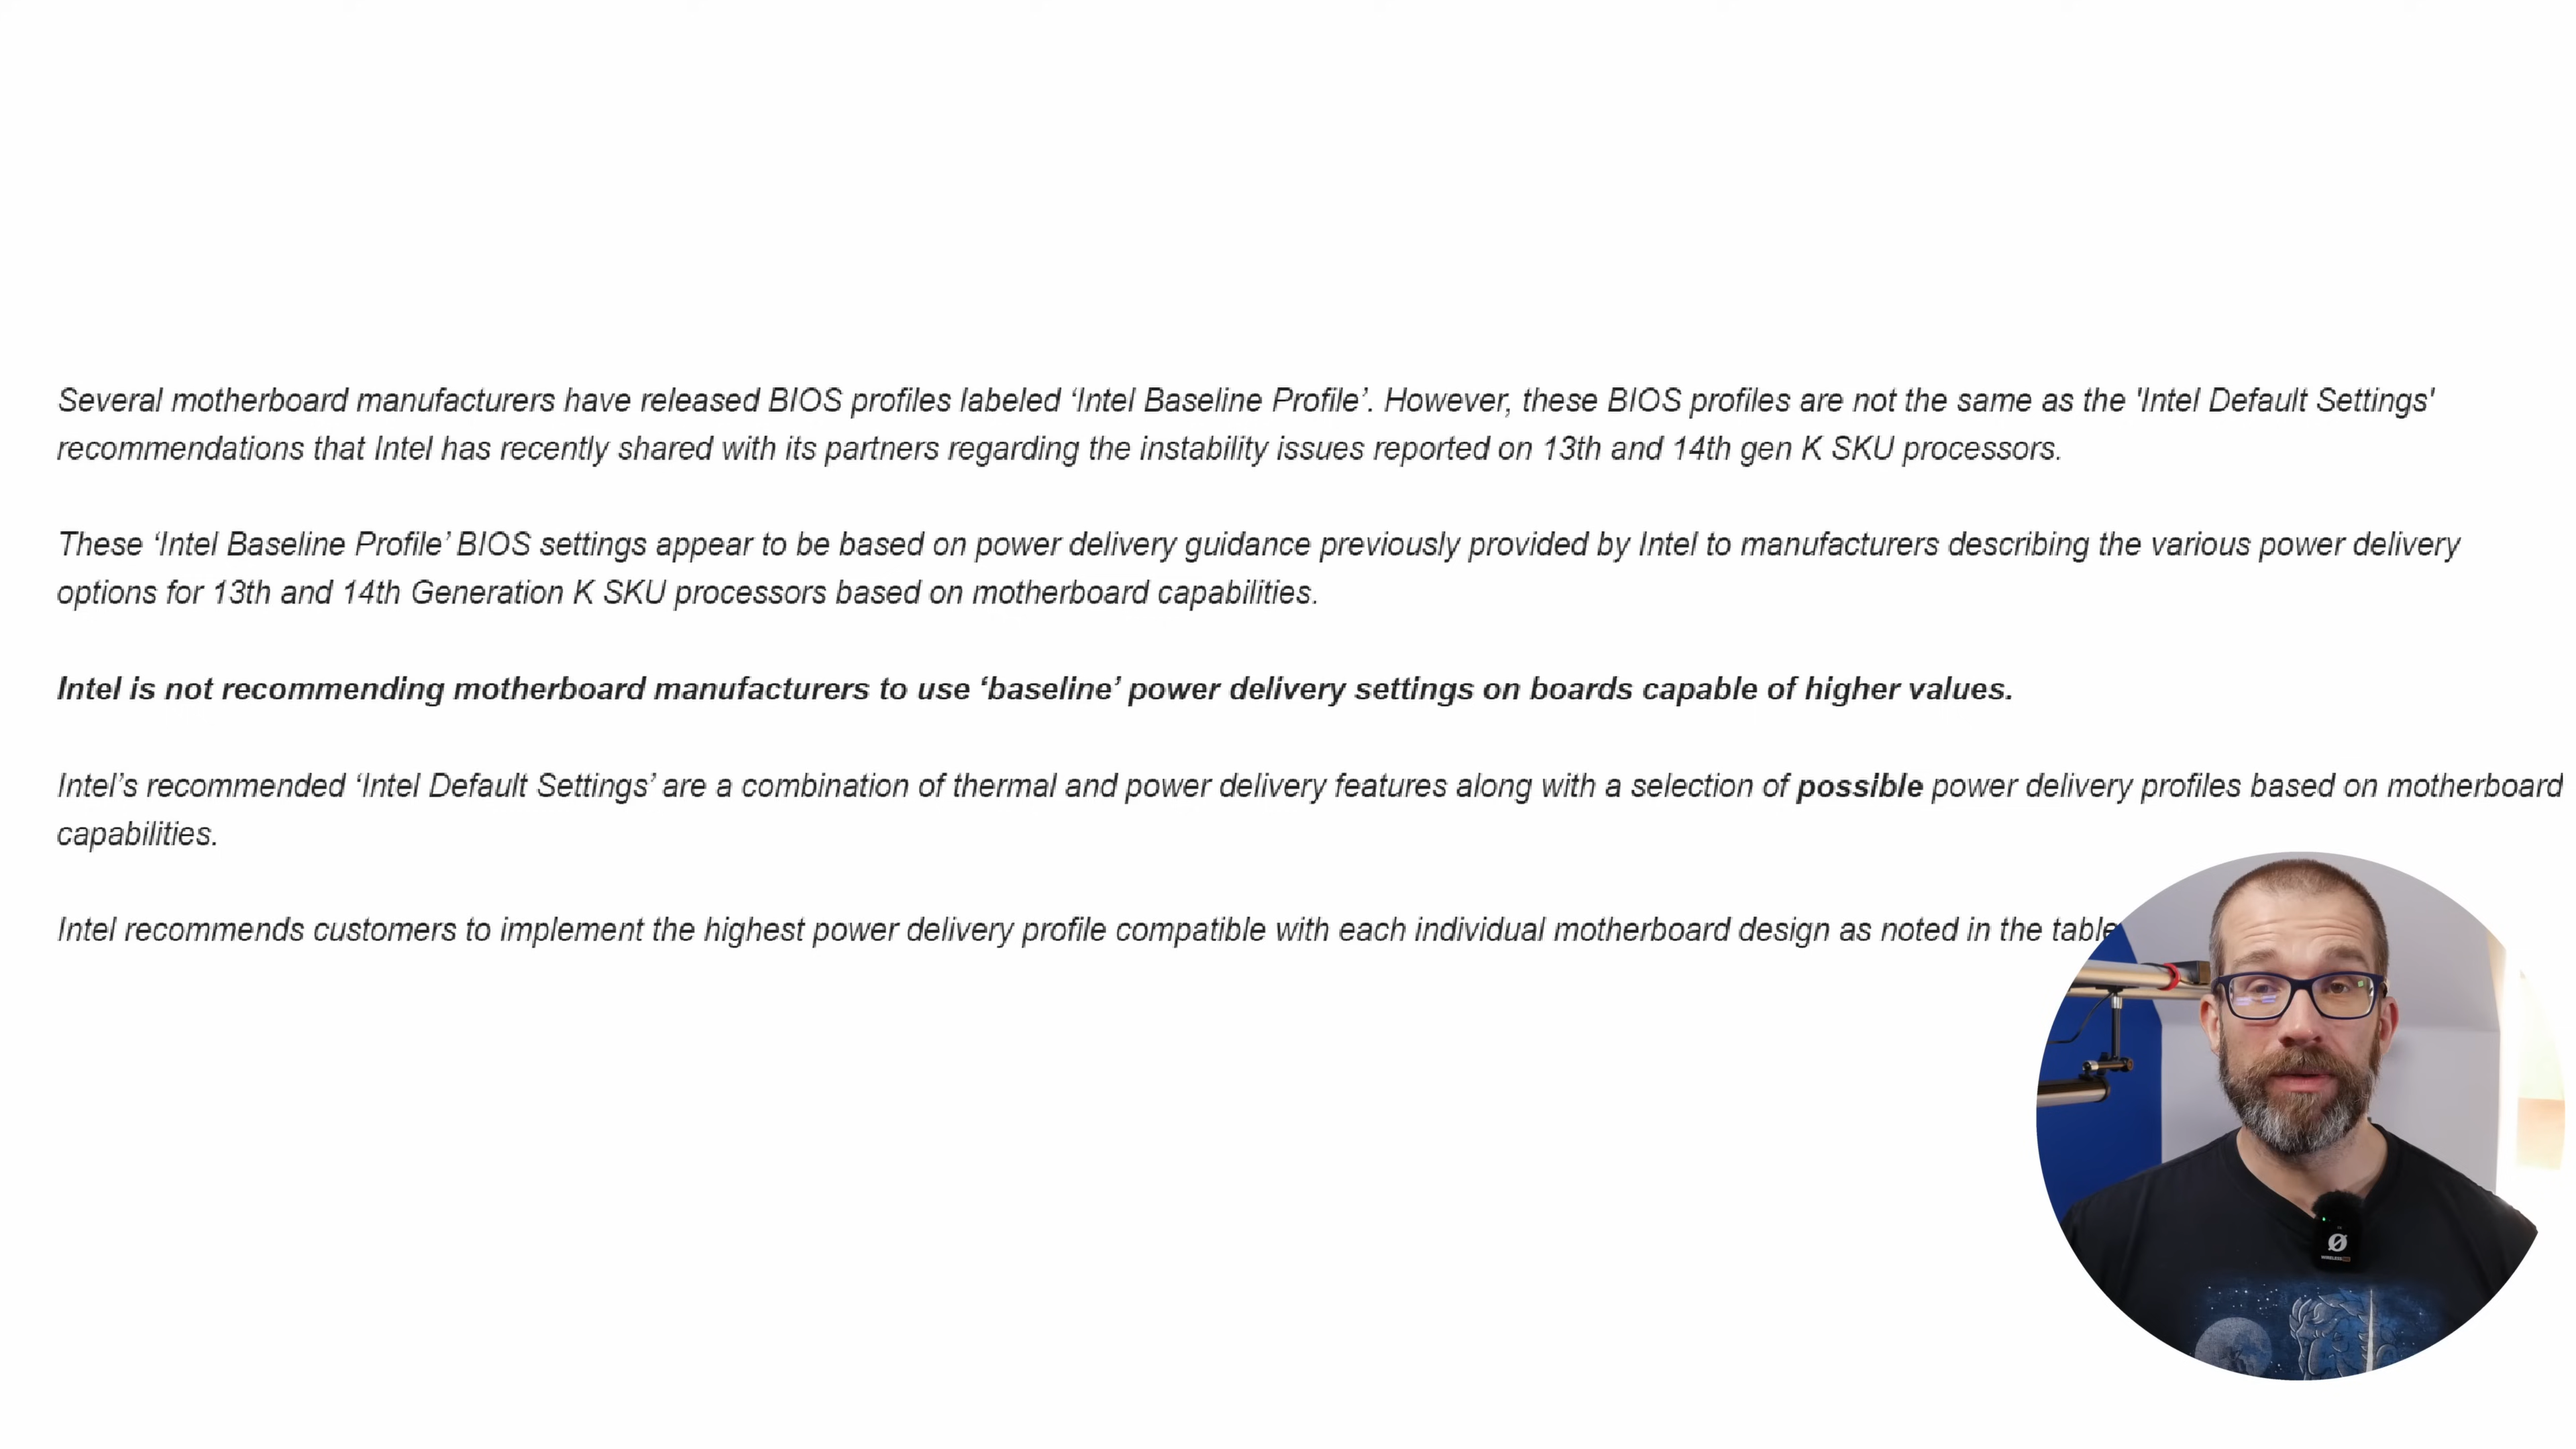 Several motherboard manufacturers have released BIOS profiles labeled ‘Intel Baseline Profile’. However, these BIOS profiles are not the same as the 'Intel Default Settings'
recommendations that Intel has recently shared with its partners regarding the instability issues reported on 13th and 14th gen K SKU processors.
These ‘Intel Baseline Profile’ BIOS settings appear to be based on power delivery guidance previously provided by Intel to manufacturers describing the various power delivery
options for 13th and 14th Generation K SKU processors based on motherboard capabilities.
Intel is not recommending motherboard manufacturers to use ‘baseline’ power delivery settings on boards capable of higher values.
Intel’s recommended ‘Intel Default Settings’ are a combination of thermal and power delivery features along with a selection of possible power delivery profiles based on motherboard
capabilities.
Intel recommends customers to implement the highest power delivery profile compatible with each individual motherboard design as noted in the table